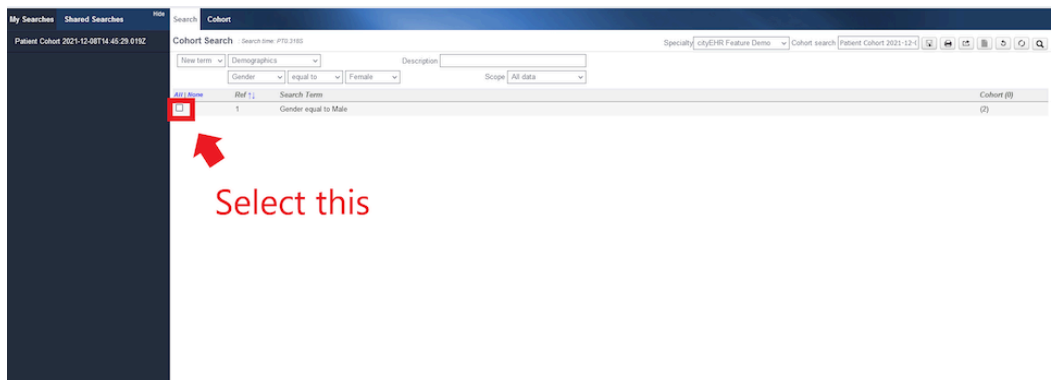 My Searches Shared Searches Hide Search Cohort
Patient Cohort 2021-12-08T14:45:29.019Z
Cohort Search : Search time: PT0.318S Specialty cityEHR Feature Demo Cohort search Patient Cohort 2021-12-(
New term Demographics Description
Gender equal to Female Scope All data
All | None Ref Search Term Cohort (0)
1 Gender equal to Male (2)
Select this